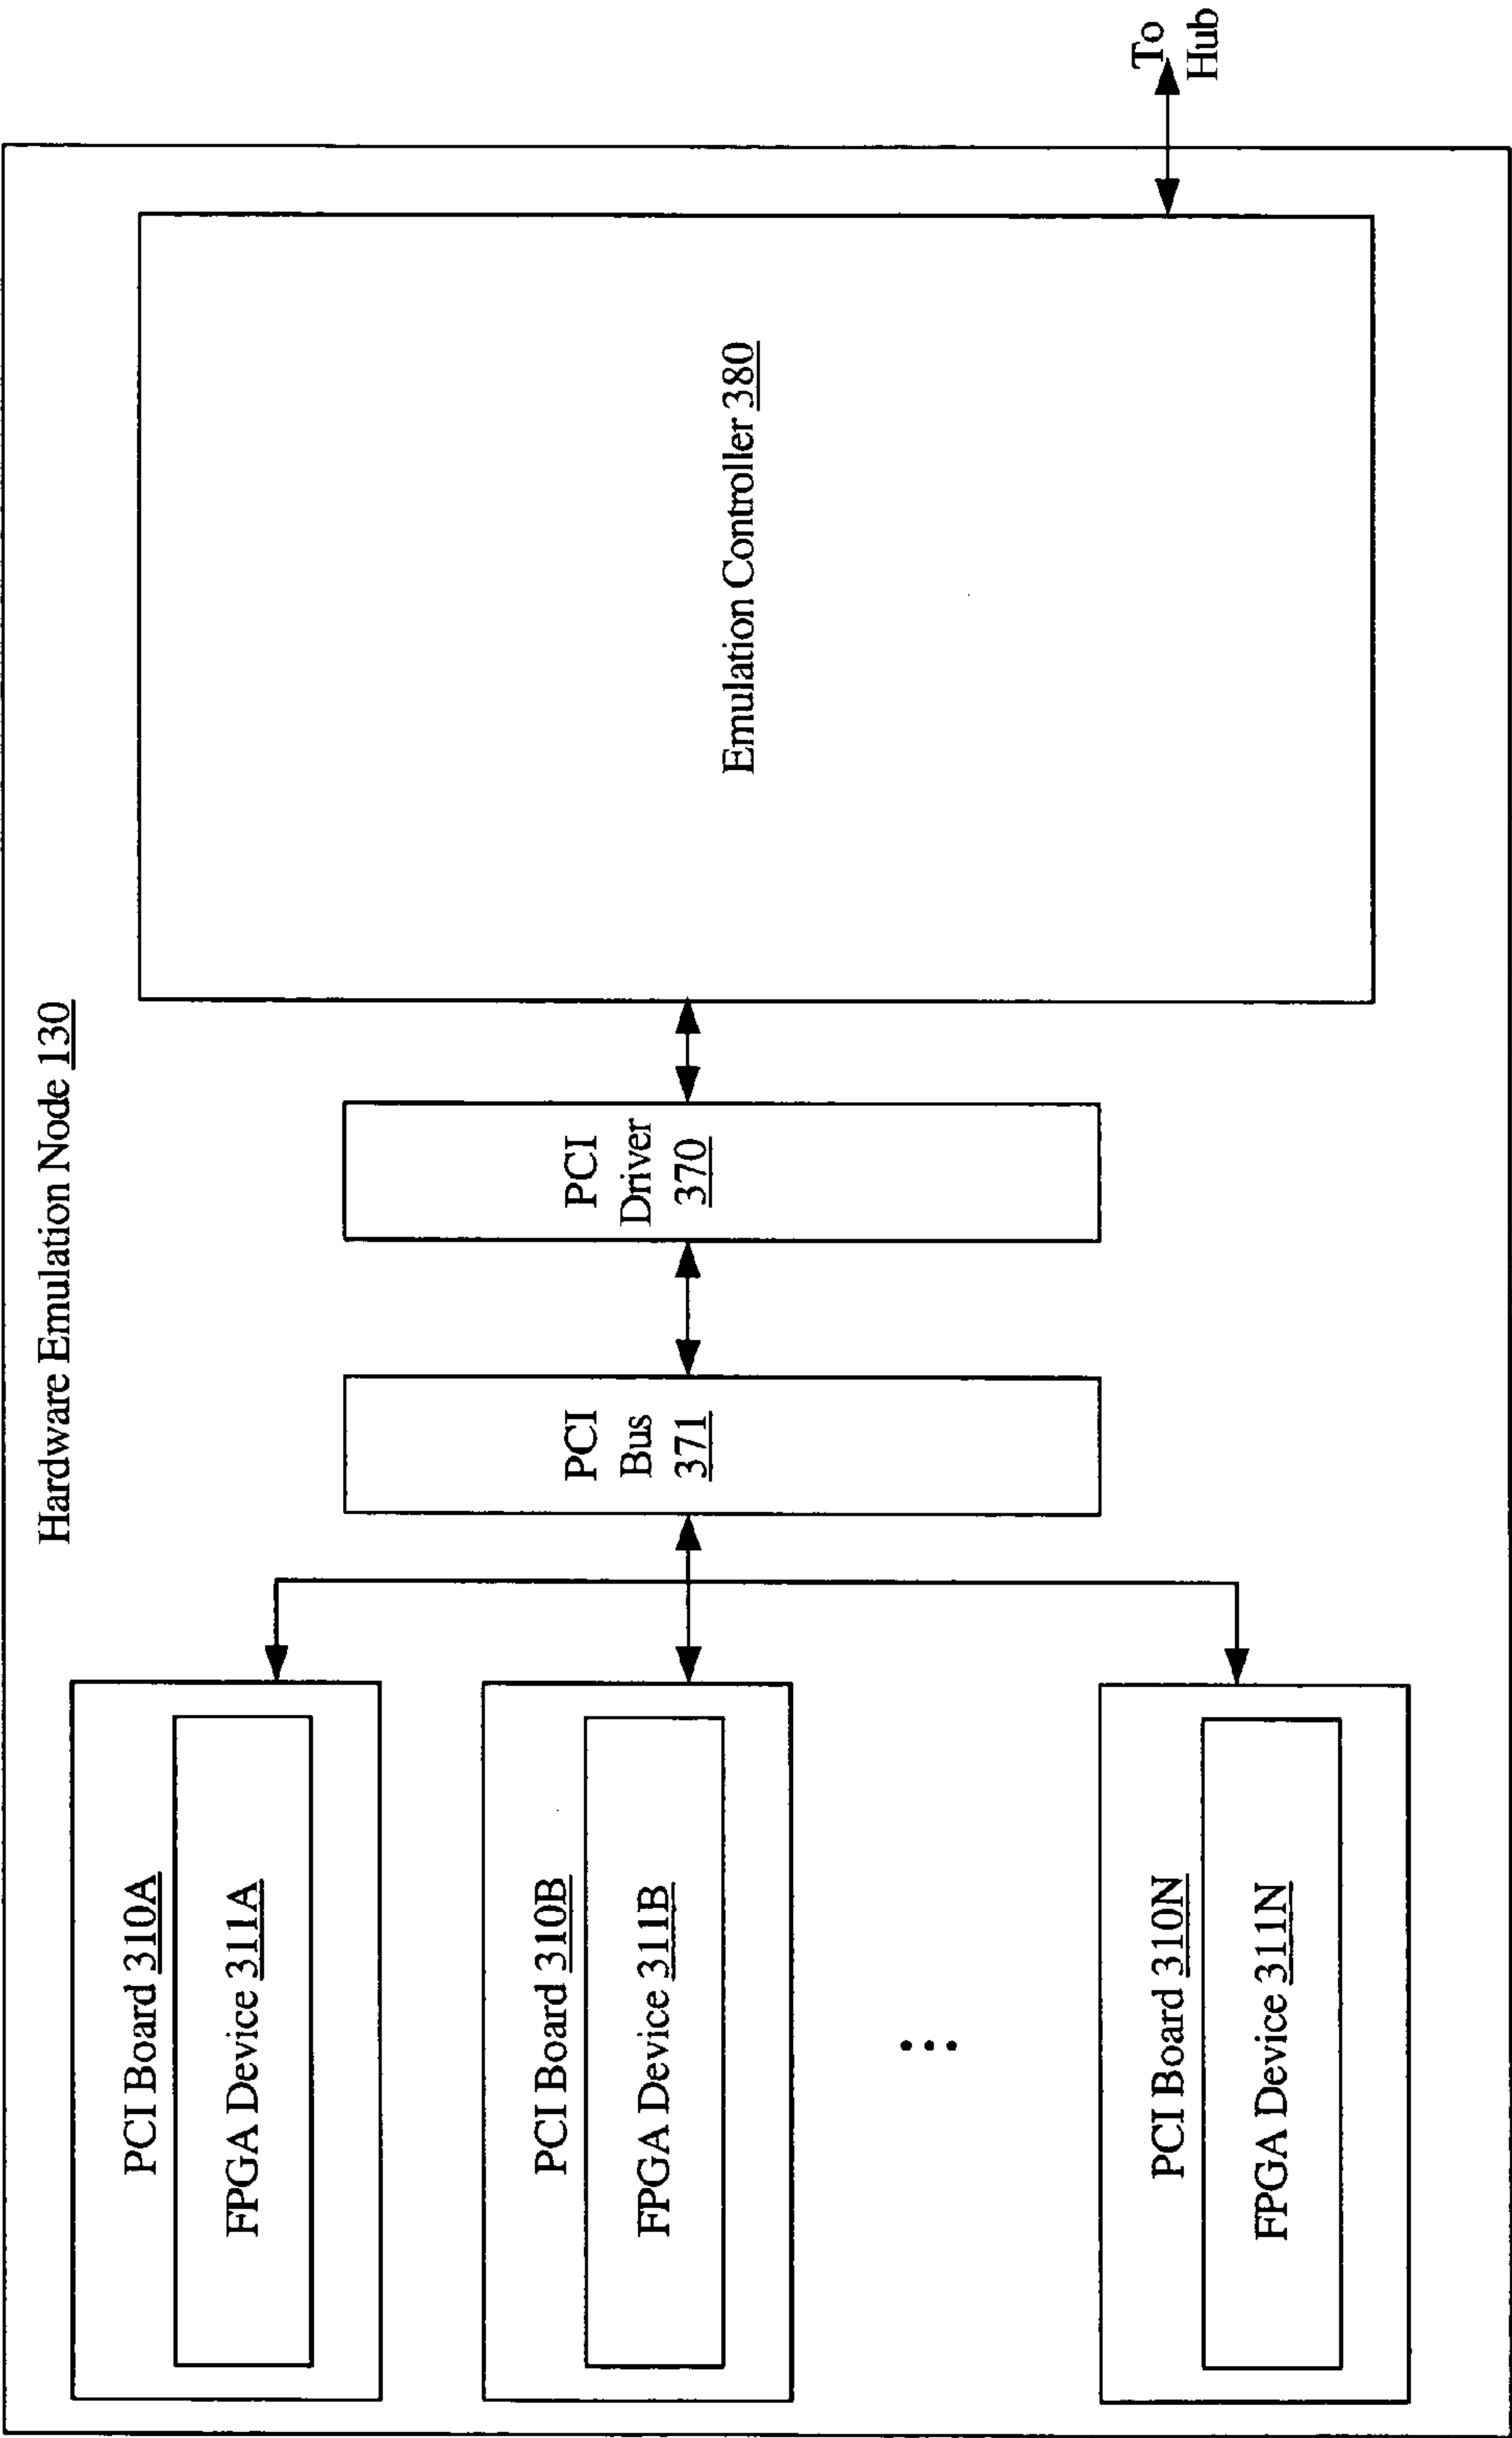 Hardware Emulation Node 130
PCI Board 310A
FPGA Device 311A
PCI Board 310B
FPGA Device 311B
PCI Board 310N
FPGA Device 311N
PCI
Bus
371
PCI
Driver
370
Emulation Controller 380
To
Hub